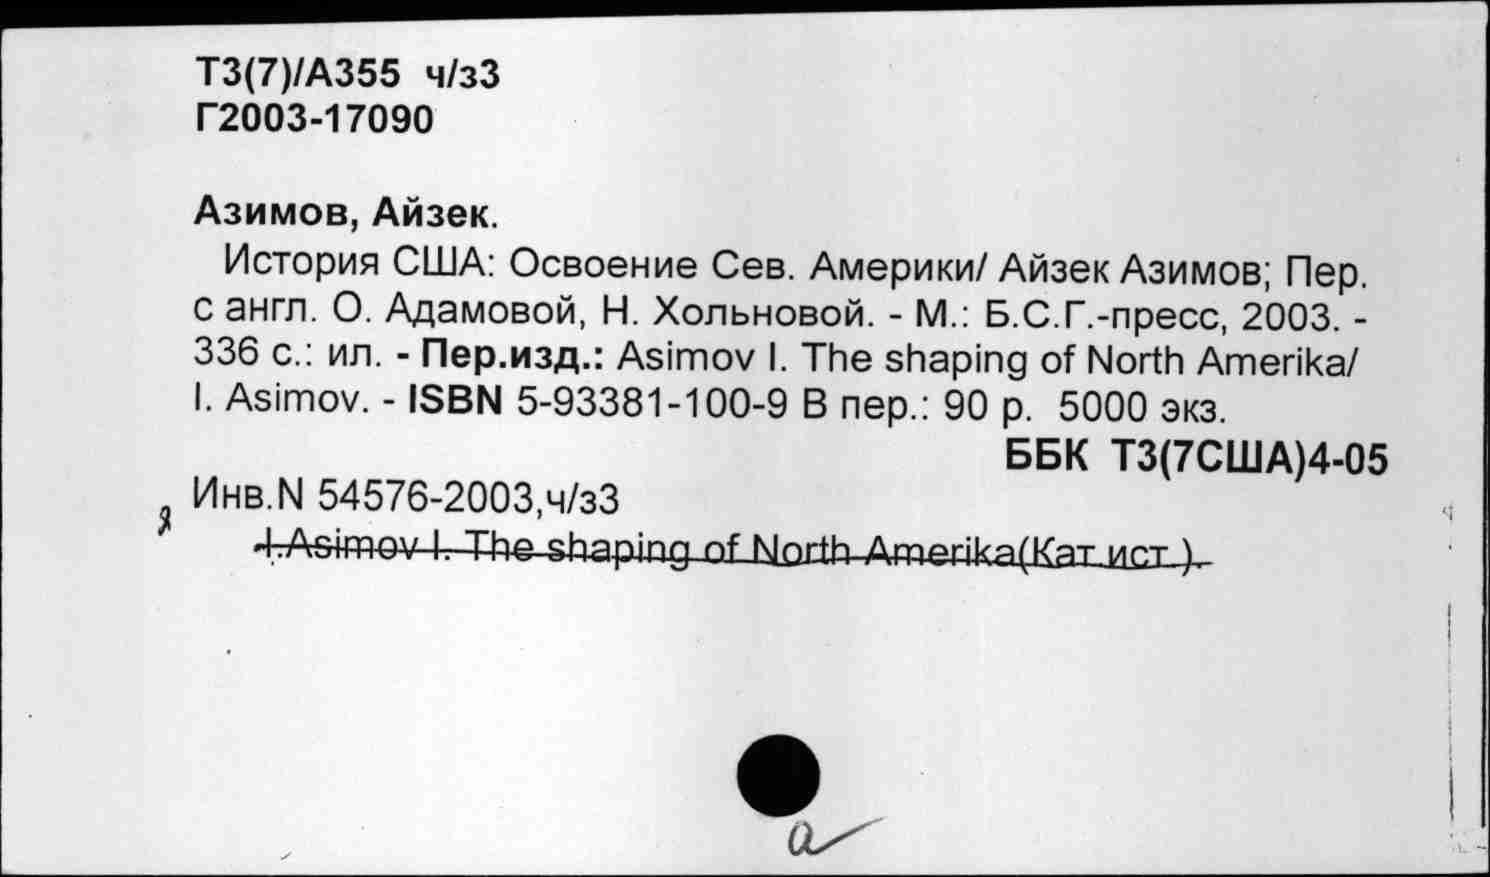 Т3(7)/А355 ч/з3
Г2003-17090
Азимов, Айзек.
История США: Освоение Сев. Америки/ Айзек Азимов; Пер.
с англ. О. Адамовой, Н. Хольновой. - М.: Б.С.Г.-пресс, 2003. -
336 с.: ил. - Пер.изд.: Asimov I. The shaping of North Amerika/
I. Asimov. - ISBN 5-93381-100-9 В пер.: 90 р. 5000 экз.
ББК Т3(7США)4-05
Инв.N 54576-2003,ч/з3
I.Asimov I. The shaping of North Amerika(Кат.ист.).
а